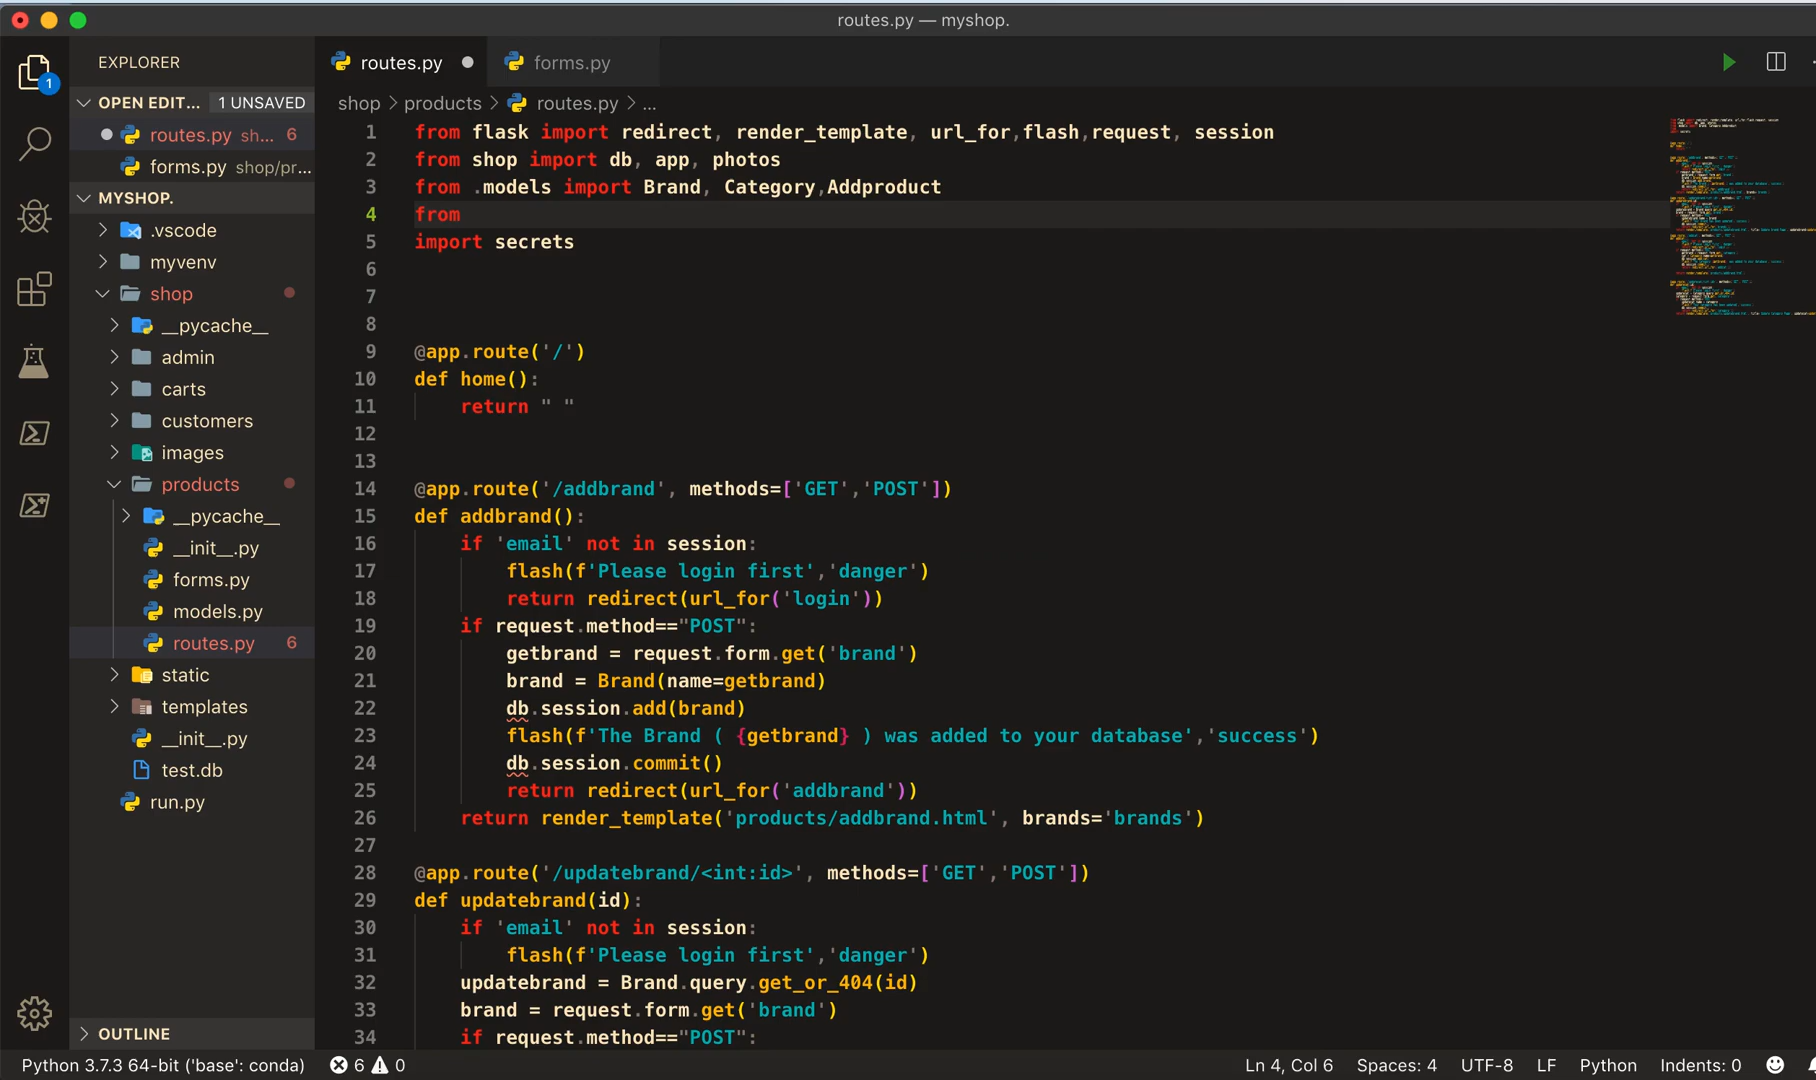 routes.py — myshop.
EXPLORER
routes.py
forms.py
OPEN EDIT... 1 UNSAVED
shop > products > routes.py > ...
routes.py sh... 6
forms.py shop/pr...
MYSHOP.
.vscode
myvenv
shop
__pycache__
admin
carts
customers
images
products
__pycache__
__init__.py
forms.py
models.py
routes.py 6
static
templates
__init__.py
test.db
run.py
OUTLINE
1 from flask import redirect, render_template, url_for,flash,request, session
2 from shop import db, app, photos
3 from .models import Brand, Category,Addproduct
4 from
5 import secrets
6
7
8
9 @app.route('/')
10 def home():
11 return " "
12
13
14 @app.route('/addbrand', methods=['GET','POST'])
15 def addbrand():
16 if 'email' not in session:
17 flash(f'Please login first','danger')
18 return redirect(url_for('login'))
19 if request.method=="POST":
20 getbrand = request.form.get('brand')
21 brand = Brand(name=getbrand)
22 db.session.add(brand)
23 flash(f'The Brand ( {getbrand} ) was added to your database','success')
24 db.session.commit()
25 return redirect(url_for('addbrand'))
26 return render_template('products/addbrand.html', brands='brands')
27
28 @app.route('/updatebrand/<int:id>', methods=['GET','POST'])
29 def updatebrand(id):
30 if 'email' not in session:
31 flash(f'Please login first','danger')
32 updatebrand = Brand.query.get_or_404(id)
33 brand = request.form.get('brand')
34 if request.method=="POST":
1
Python 3.7.3 64-bit ('base': conda) 6 0 Ln 4, Col 6 Spaces: 4 UTF-8 LF Python Indents: 0